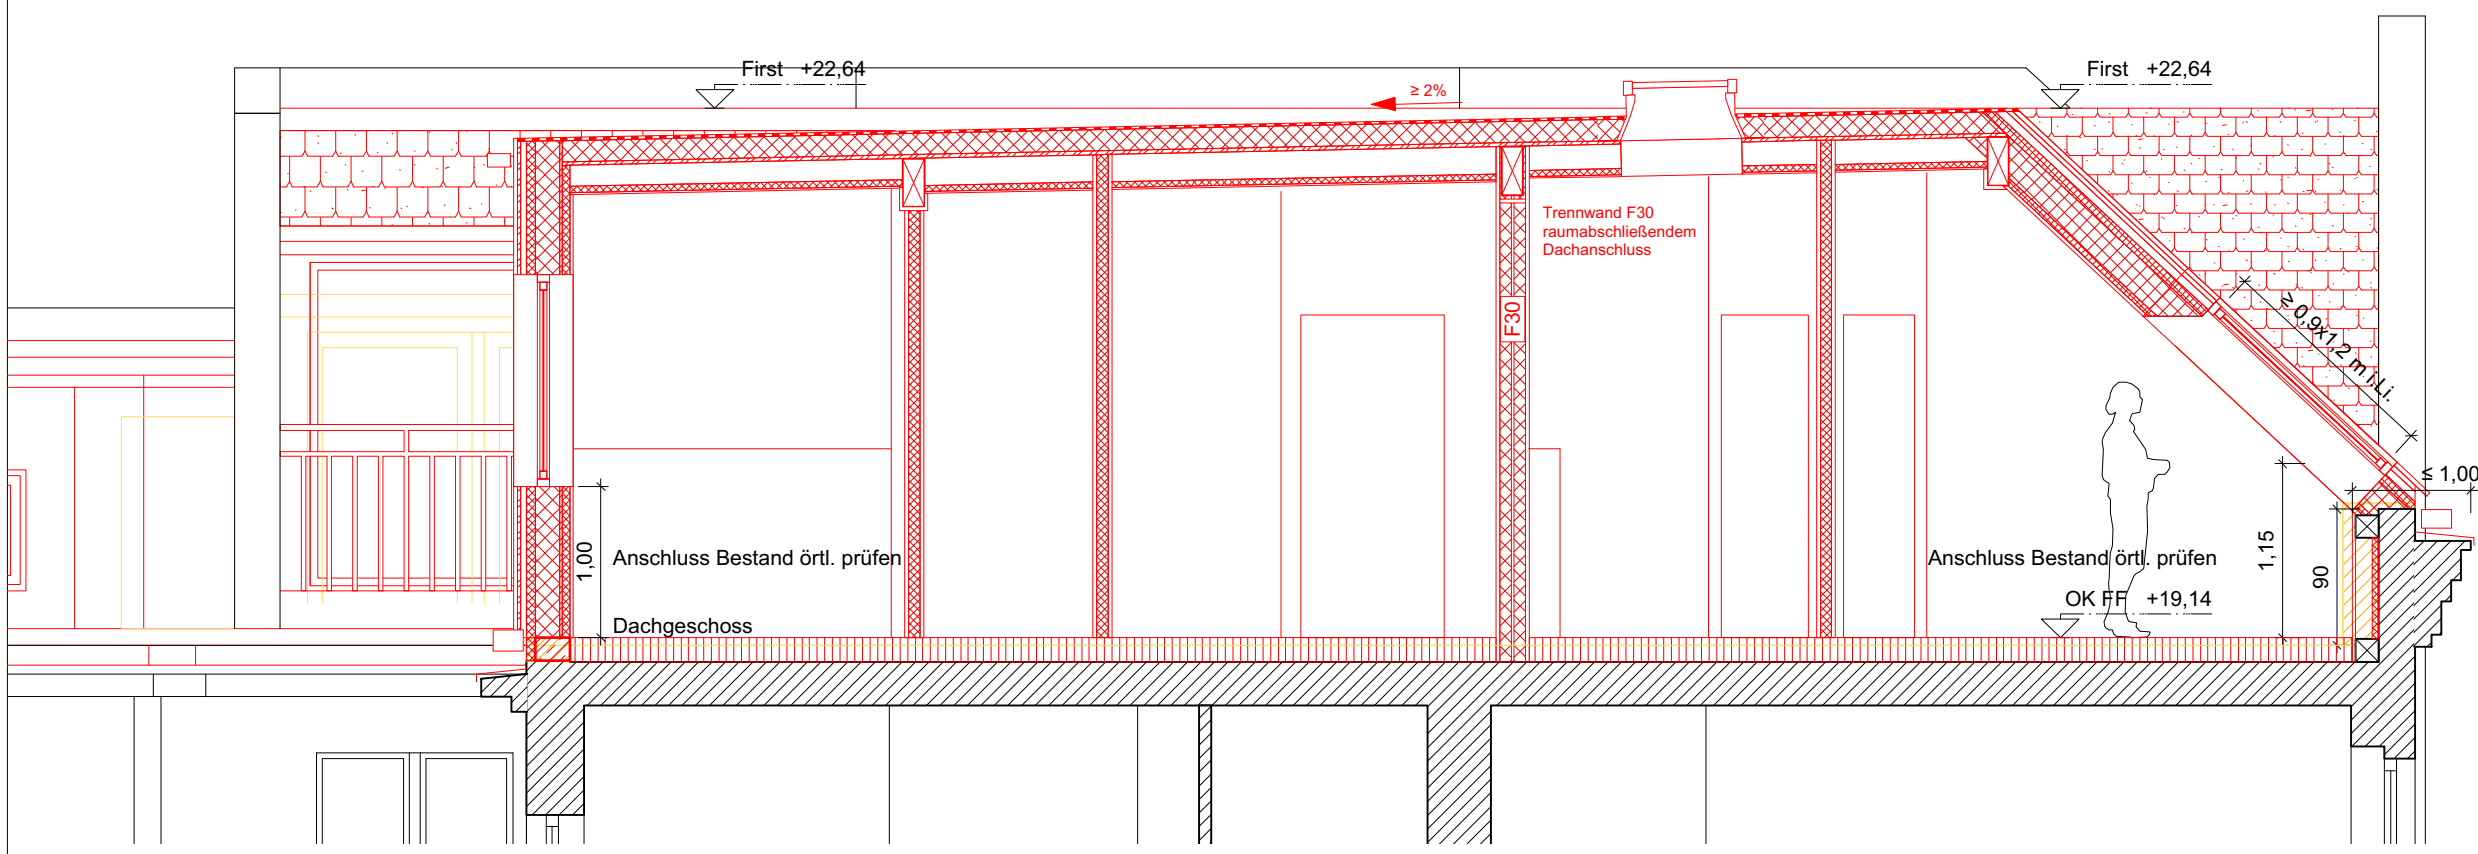 First +22,64
First +22,64
≥ 2%
Trennwand F30
raumabschließendem
Dachanschluss
F30
≥ 0,9x1,2 m i.Li.
≤ 1,00
1,00
Anschluss Bestand örtl. prüfen
Anschluss Bestand örtl. prüfen
1,15
90
OK FF +19,14
Dachgeschoss